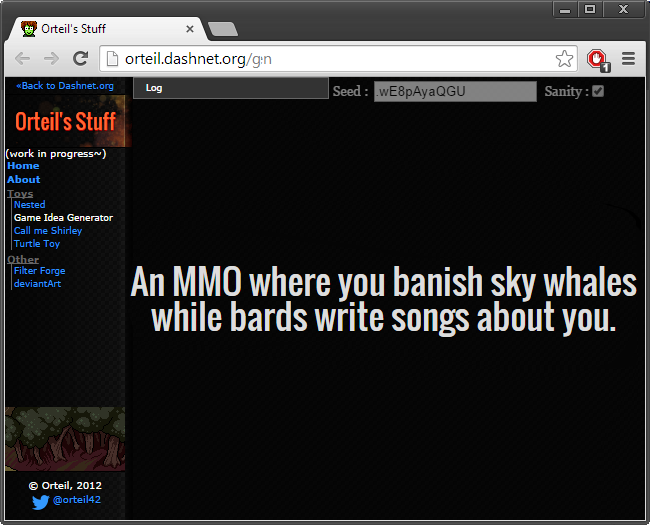 Orteil's Stuff
orteil.dashnet.org/
1
«Back to Dashnet.org
Orteil's Stuff
(work in progress~)
Home
About
Toys
Nested
Game Idea Generator
Call me Shirley
Turtle Toy
Other
Filter Forge
deviantArt
© Orteil, 2012
@orteil42
Log
Seed : wE8pAyaQGU Sanity :
An MMO where you banish sky whales
while bards write songs about you.